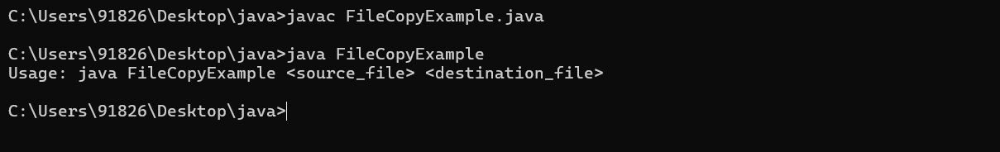 C:\Users\91826\Desktop\java>javac FileCopyExample.java
C:\Users\91826\Desktop\java>java FileCopyExample
Usage: java FileCopyExample <source_file> <destination_file>
C:\Users\91826\Desktop\java>